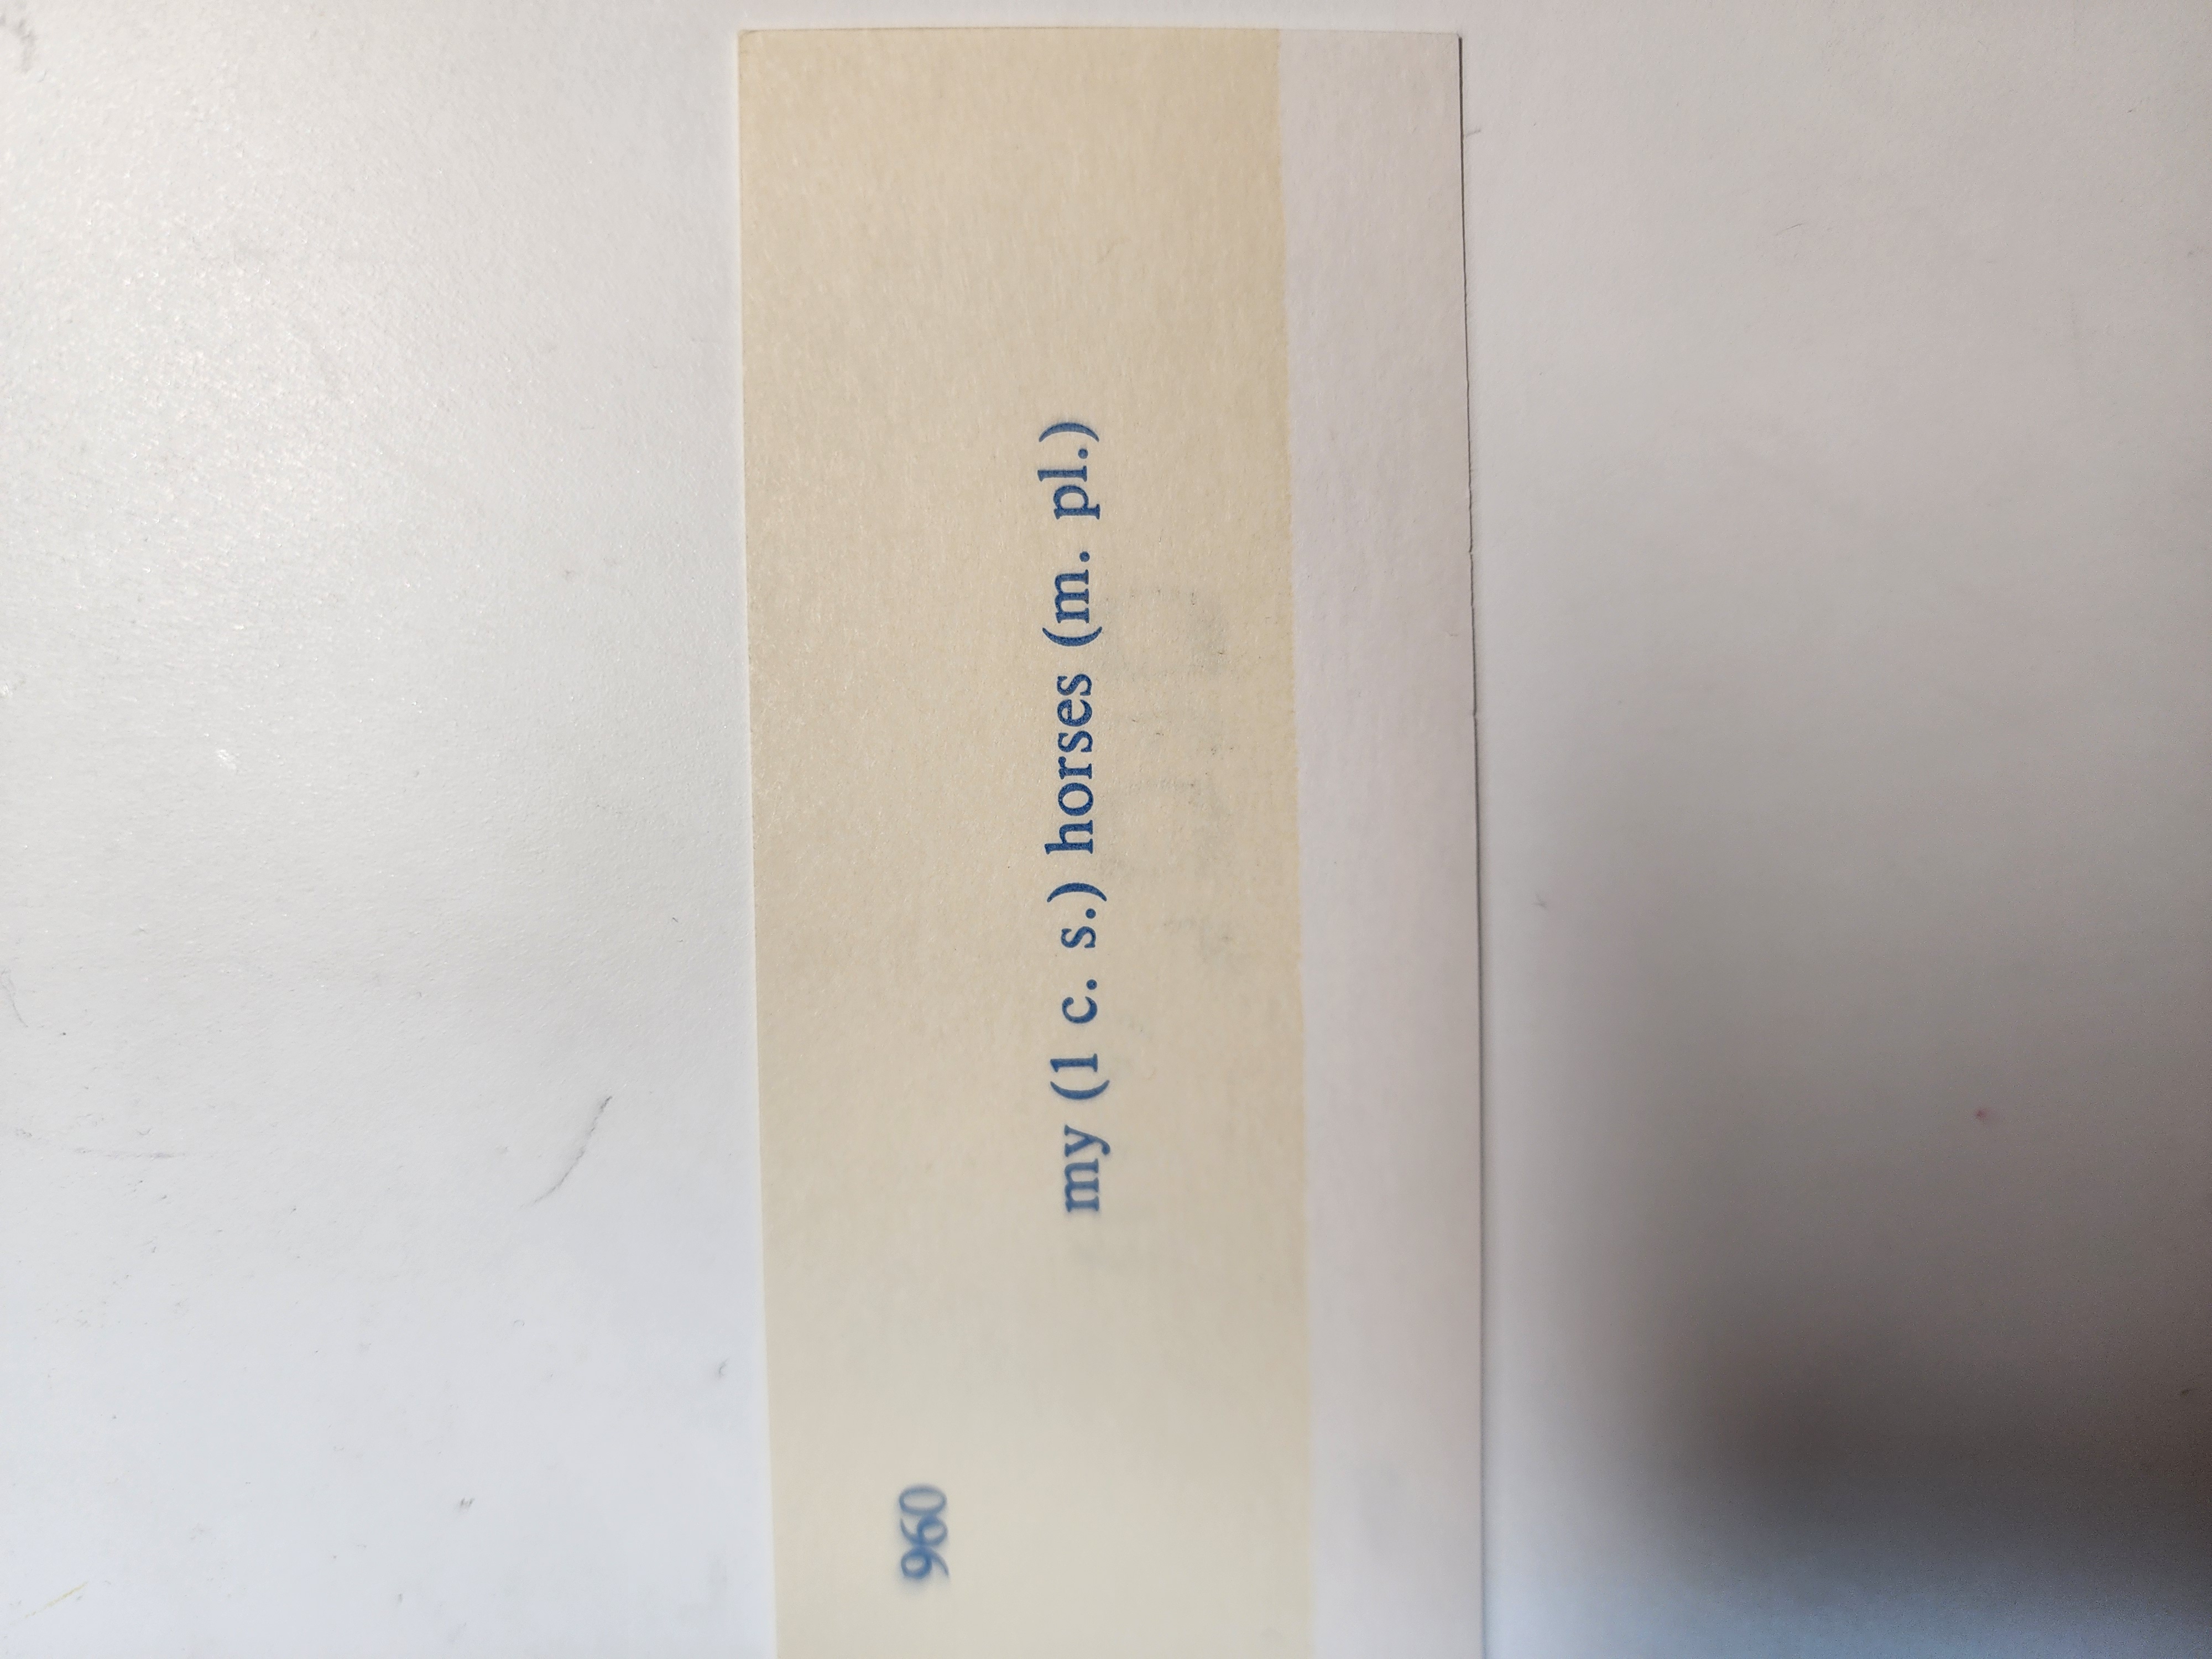 960
my (1 c. s.) horses (m. pl.)